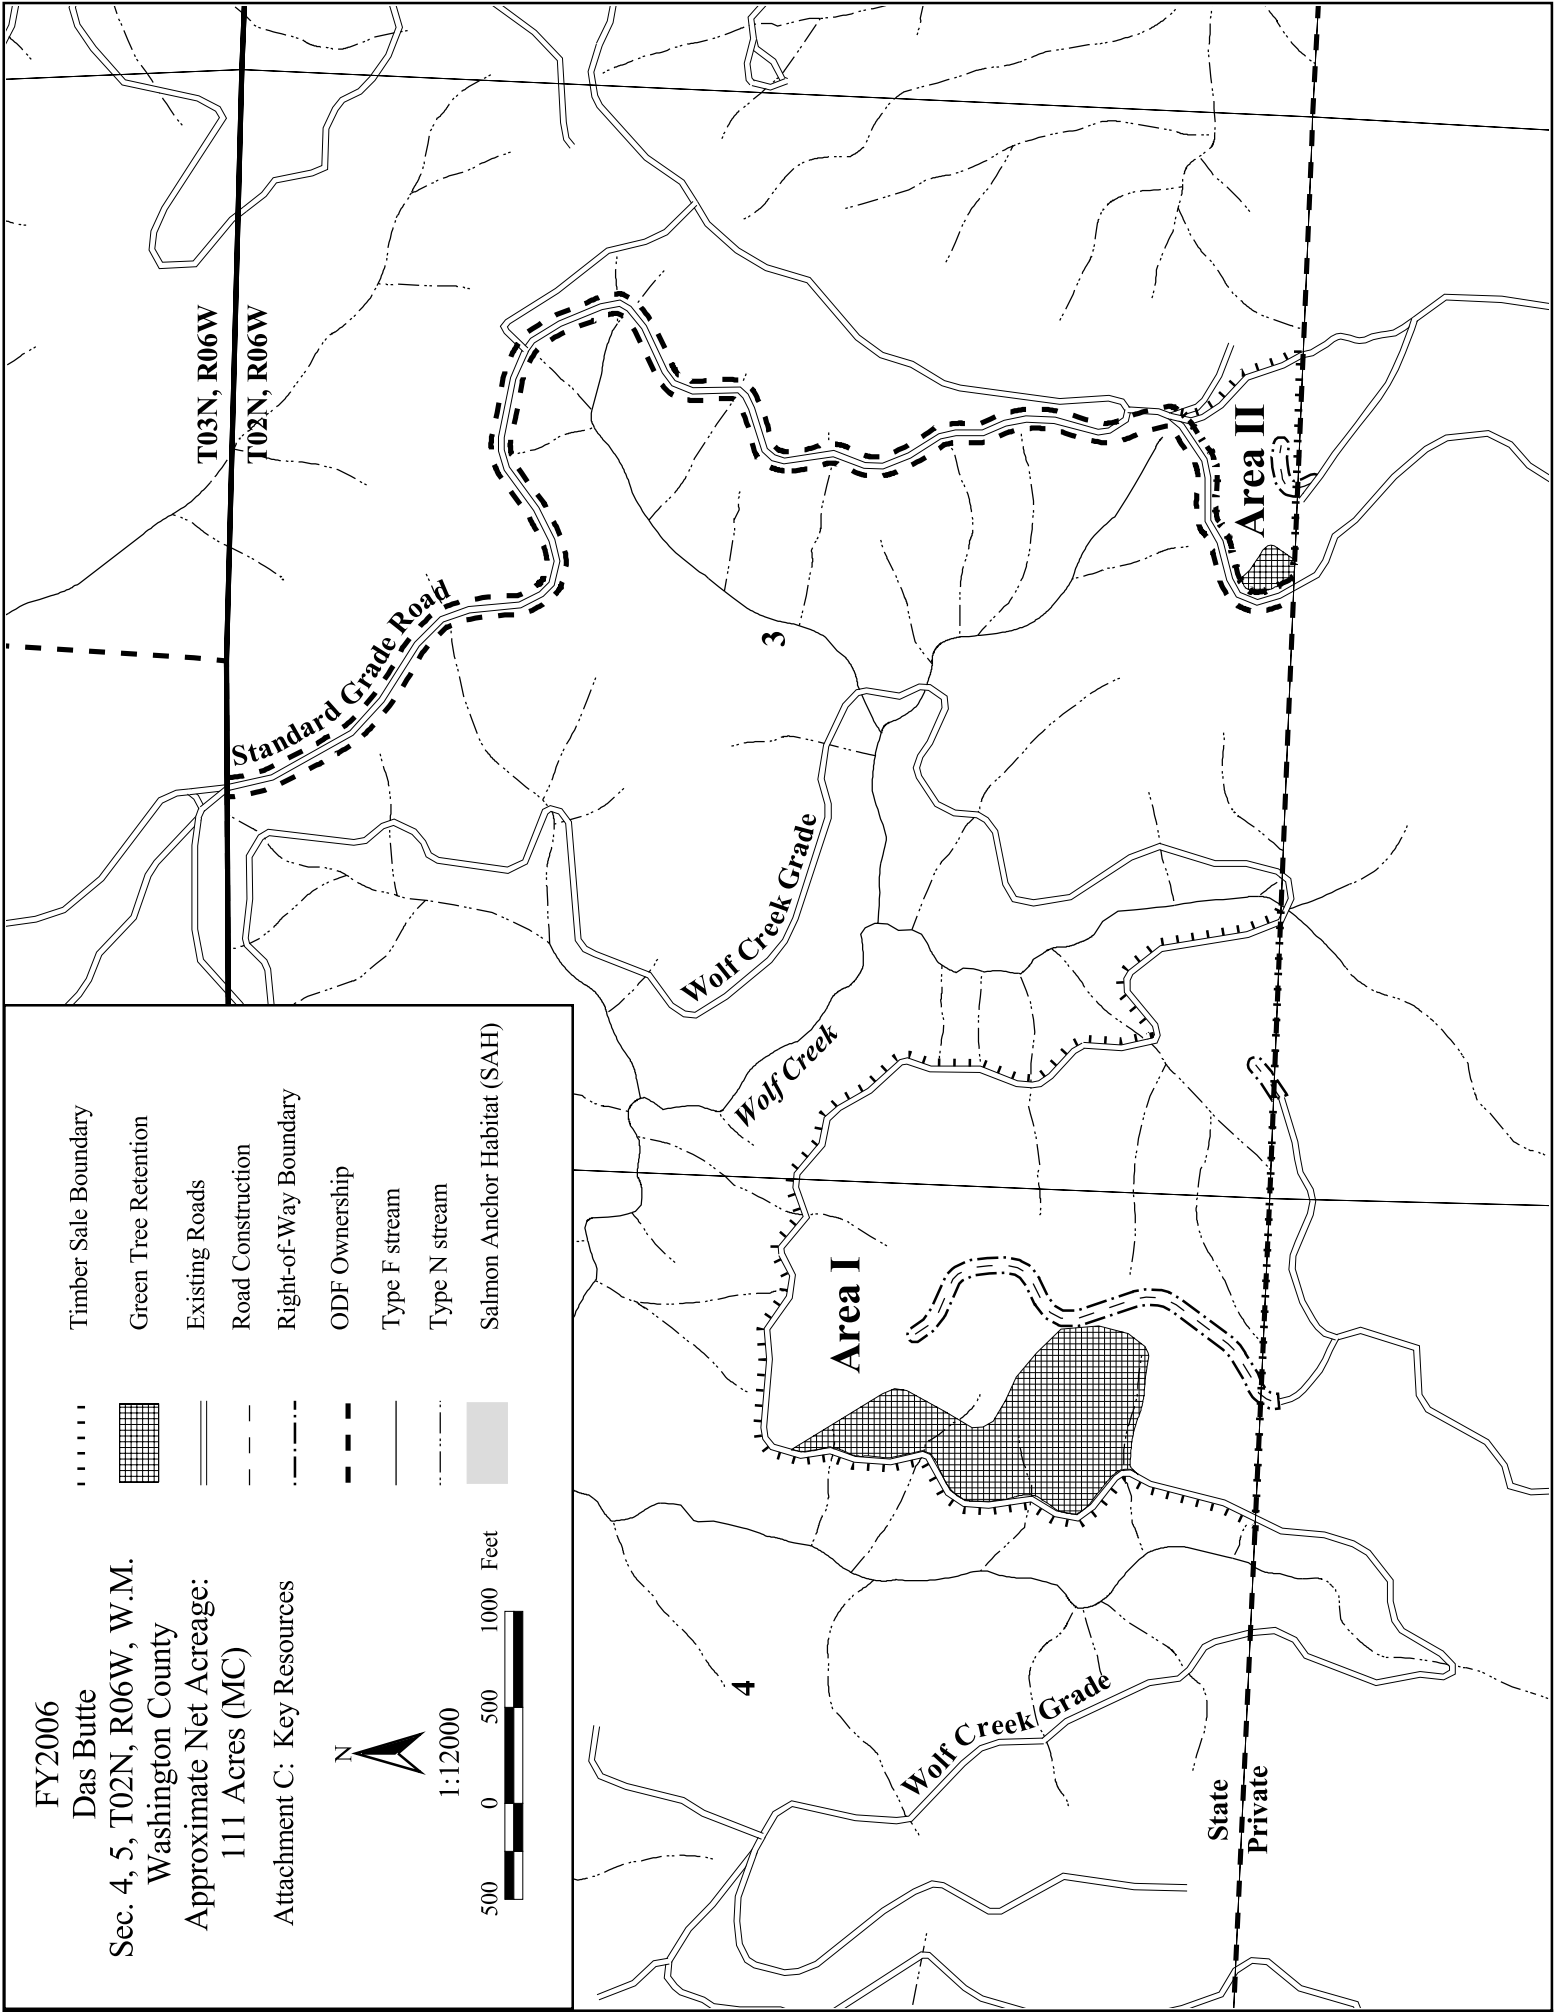 FY2006
Das Butte
Sec. 4, 5, T02N, R06W, W.M.
Washington County
Approximate Net Acreage:
111 Acres (MC)
Attachment C: Key Resources
N
1:12000
500 0 500 1000 Feet
Timber Sale Boundary
Green Tree Retention
Existing Roads
Road Construction
Right-of-Way Boundary
ODF Ownership
Type F stream
Type N stream
Salmon Anchor Habitat (SAH)
T03N, R06W
T02N, R06W
Standard Grade Road
Wolf Creek Grade
Wolf Creek
3
Area I
Area II
4
Wolf Creek Grade
State
Private